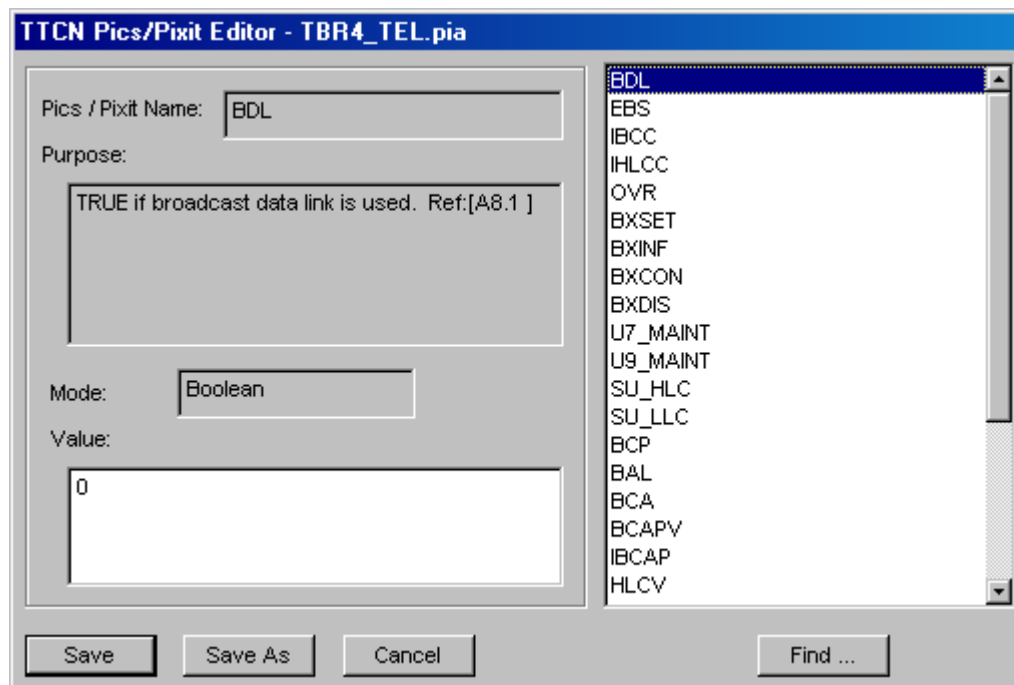 TTCN Pics/Pixit Editor - TBR4_TEL.pia
Pics / Pixit Name:
BDL
Purpose:
TRUE if broadcast data link is used.  Ref:[A8.1 ]
Mode:
Boolean
Value:
0
BDL
EBS
IBCC
IHLCC
OVR
BXSET
BXINF
BXCON
BXDIS
U7_MAINT
U9_MAINT
SU_HLC
SU_LLC
BCP
BAL
BCA
BCAPV
IBCAP
HLCV
Save
Save As
Cancel
Find ...